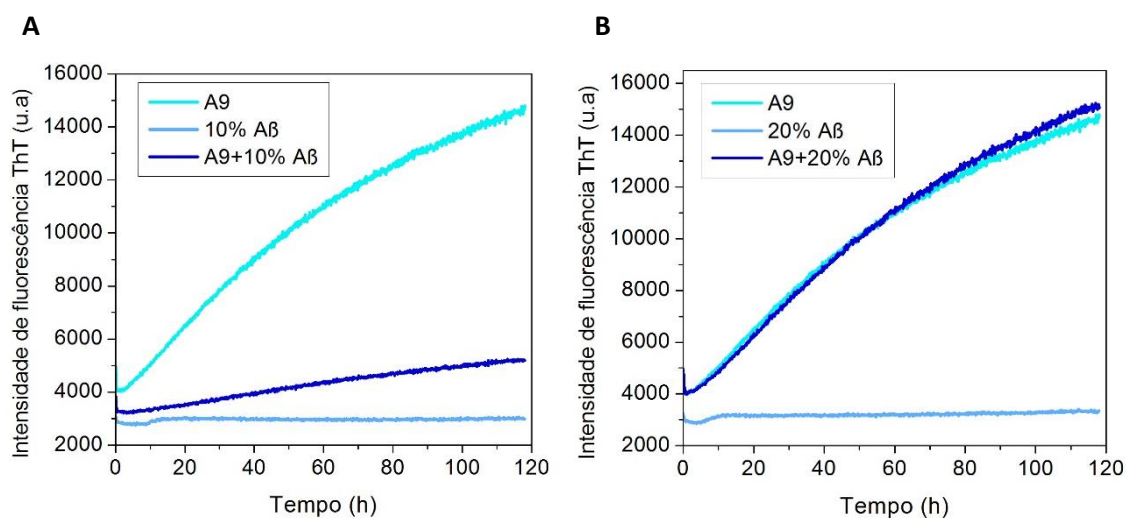 A
Intensidade de fluorescência ThT (u.a)
16000
14000
12000
10000
8000
6000
4000
2000
A9
10% Aß
A9+10% Aß
0 20 40 60 80 100 120
Tempo (h)
B
Intensidade de fluorescência ThT (u.a)
16000
14000
12000
10000
8000
6000
4000
2000
A9
20% Aß
A9+20% Aß
0 20 40 60 80 100 120
Tempo (h)